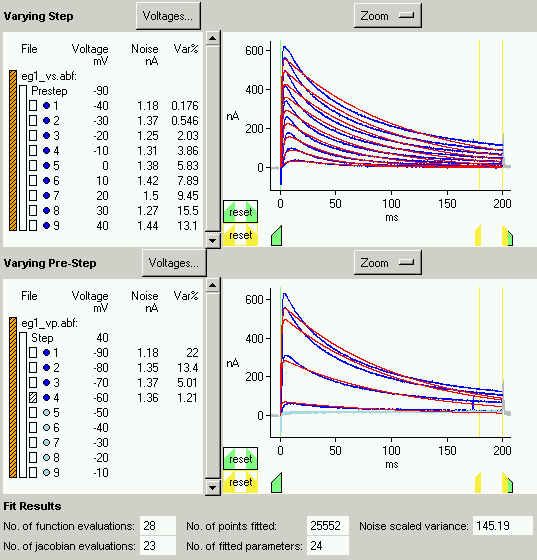 Varying Step
Voltages...
Zoom
File Voltage Noise Var%
mV nA
eg1_vs.abf:
Prestep -90
1 -40 1.18 0.176
2 -30 1.37 0.546
3 -20 1.25 2.03
4 -10 1.31 3.86
5 0 1.38 5.83
6 10 1.42 7.89
7 20 1.5 9.45
8 30 1.27 15.5
9 40 1.44 13.1
600
400
nA
200
0
0 50 100 150 200
ms
reset
reset
Varying Pre-Step
Voltages...
Zoom
File Voltage Noise Var%
mV nA
eg1_vp.abf:
Step 40
1 -90 1.18 22
2 -80 1.35 13.4
3 -70 1.37 5.01
4 -60 1.36 1.21
5 -50
6 -40
7 -30
8 -20
9 -10
600
400
nA
200
0
0 50 100 150 200
ms
reset
reset
Fit Results
No. of function evaluations: 28 No. of points fitted: 25552 Noise scaled variance: 145.19
No. of jacobian evaluations: 23 No. of fitted parameters: 24